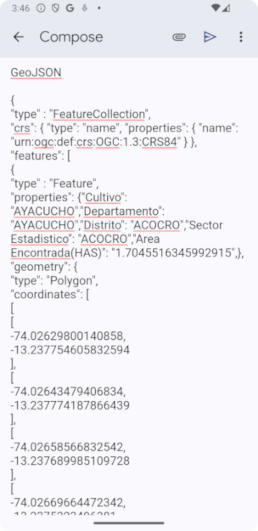 3:46
Compose
GeoJSON
{
"type" : "FeatureCollection",
"crs": { "type": "name", "properties": { "name":
"urn:ogc:def:crs:OGC:1.3:CRS84" } },
"features": [
{
"type" : "Feature",
"properties": {"Cultivo":
"AYACUCHO","Departamento":
"AYACUCHO","Distrito": "ACOCRO","Sector
Estadistico": "ACOCRO","Area
Encontrada(HAS)": "1.7045516345992915",},
"geometry": {
"type": "Polygon",
"coordinates": [
[
[
-74.02629800140858,
-13.237754605832594
],
[
-74.02643479406834,
-13.237774187866439
],
[
-74.02658566832542,
-13.237689985109728
],
[
-74.02669664472342,